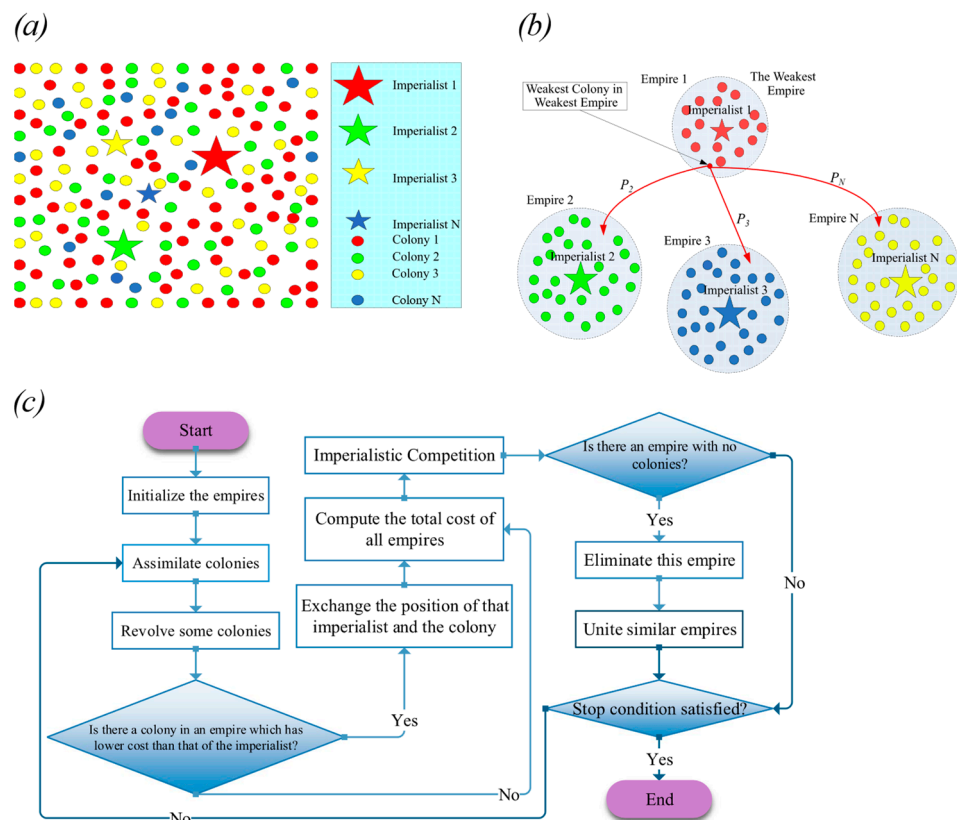 (a)
Imperialist 1
Imperialist 2
Imperialist 3
Imperialist N
Colony 1
Colony 2
Colony 3
Colony N
(b)
Empire 1
The Weakest
Empire
Weakest Colony in
Weakest Empire
Imperialist 1
P2
P3
PN
Empire 2
Imperialist 2
Empire 3
Imperialist 3
Empire N
Imperialist N
(c)
Start
Initialize the empires
Assimilate colonies
Revolve some colonies
Is there a colony in an empire which has
lower cost than that of the imperialist?
Yes
No
Exchange the position of that
imperialist and the colony
Compute the total cost of
all empires
Imperialistic Competition
Is there an empire with no
colonies?
Yes
No
Eliminate this empire
Unite similar empires
Stop condition satisfied?
Yes
No
End